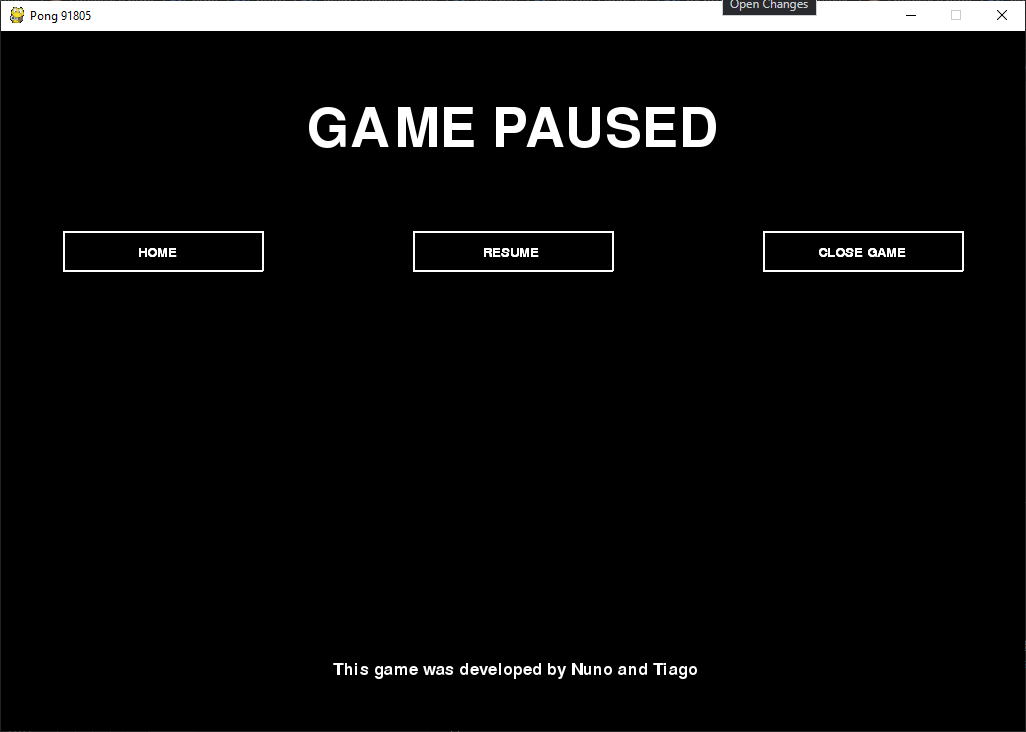 Pong 91805
Open Changes
GAME PAUSED
HOME
RESUME
CLOSE GAME
This game was developed by Nuno and Tiago